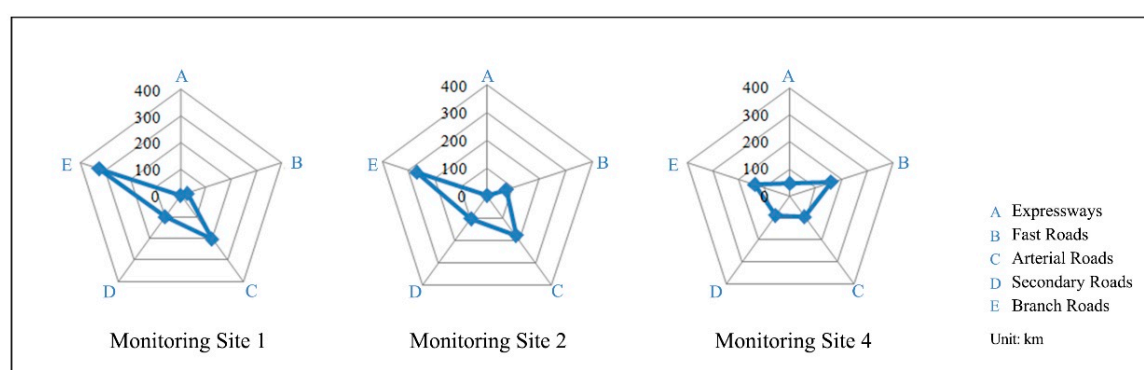 A
400
300
200
100
0
B
C
D
E
Monitoring Site 1
A
400
300
200
100
0
B
C
D
E
Monitoring Site 2
A
400
300
200
100
0
B
C
D
E
Monitoring Site 4
A Expressways
B Fast Roads
C Arterial Roads
D Secondary Roads
E Branch Roads
Unit: km